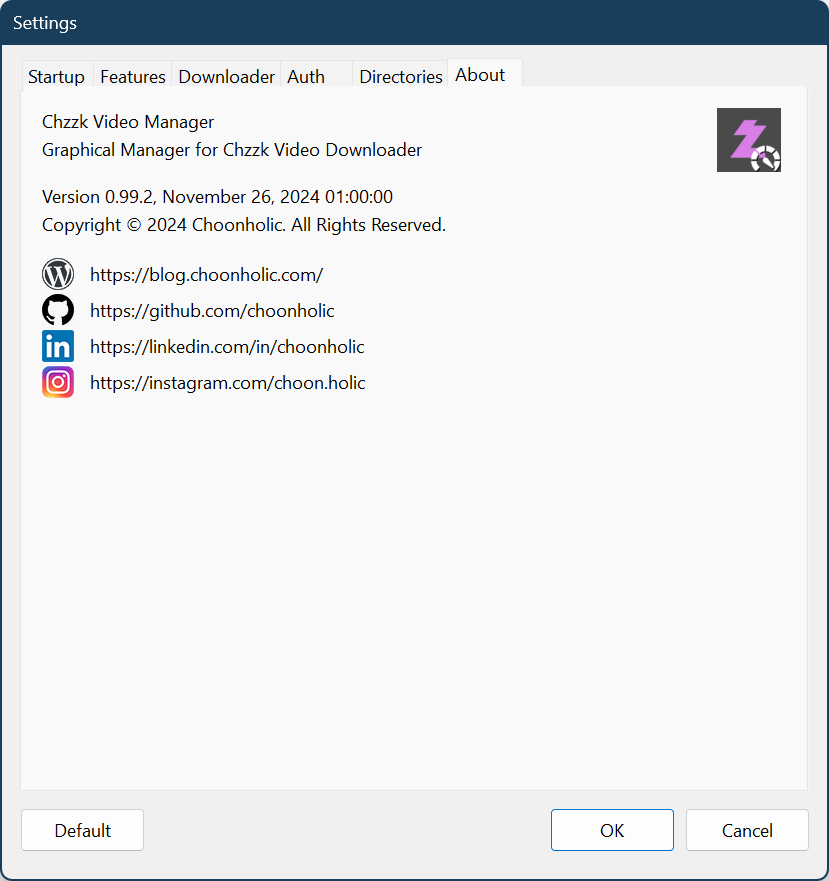 Settings
Startup Features Downloader Auth Directories About
Chzzk Video Manager
Graphical Manager for Chzzk Video Downloader
Version 0.99.2, November 26, 2024 01:00:00
Copyright © 2024 Choonholic. All Rights Reserved.
https://blog.choonholic.com/
https://github.com/choonholic
https://linkedin.com/in/choonholic
https://instagram.com/choon.holic
Default OK Cancel